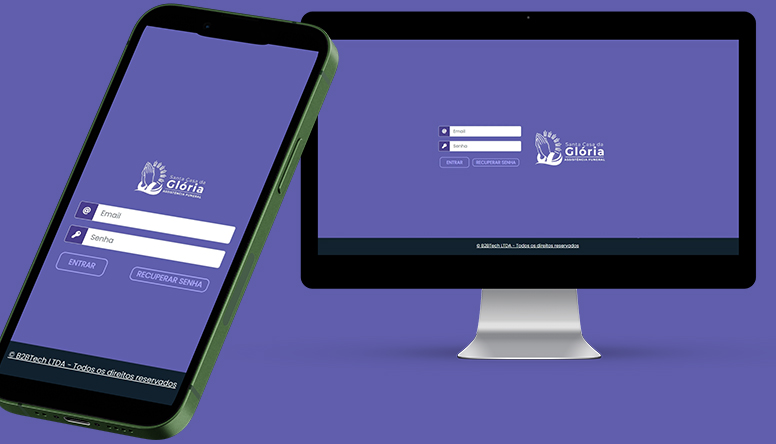 Santa Casa da
Glória
ASSISTÊNCIA FUNERAL
@ Email
Senha
ENTRAR
RECUPERAR SENHA
© B2BTech LTDA - Todos os direitos reservados
@ Email
Senha
ENTRAR
RECUPERAR SENHA
Santa Casa da
Glória
ASSISTÊNCIA FUNERAL
© B2BTech LTDA - Todos os direitos reservados